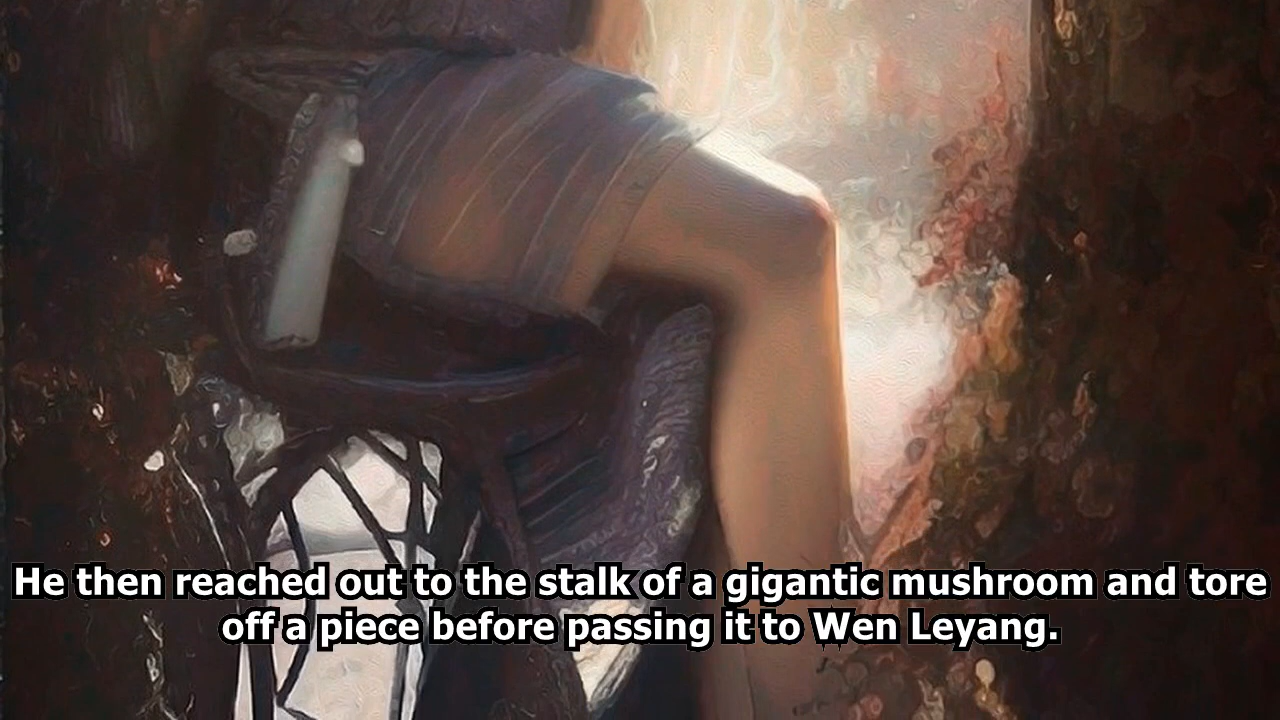 He then reached out to the stalk of a gigantic mushroom and tore
off a piece before passing it to Wen Leyang.